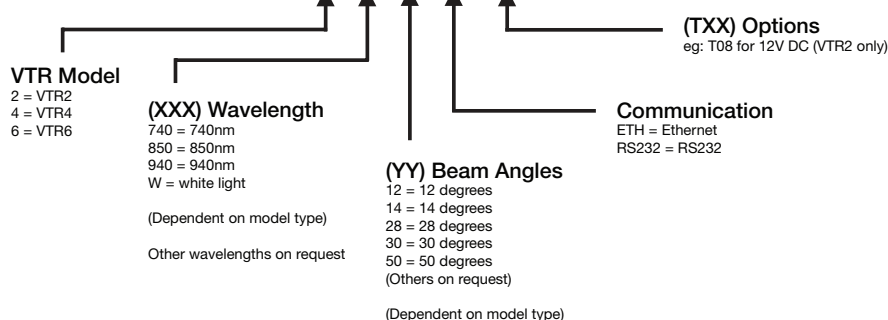 (TXX) Options
eg: T08 for 12V DC (VTR2 only)
VTR Model
2 = VTR2
4 = VTR4
6 = VTR6
(XXX) Wavelength
740 = 740nm
850 = 850nm
940 = 940nm
W = white light
(Dependent on model type)
Other wavelengths on request
(YY) Beam Angles
12 = 12 degrees
14 = 14 degrees
28 = 28 degrees
30 = 30 degrees
50 = 50 degrees
(Others on request)
(Dependent on model type)
Communication
ETH = Ethernet
RS232 = RS232